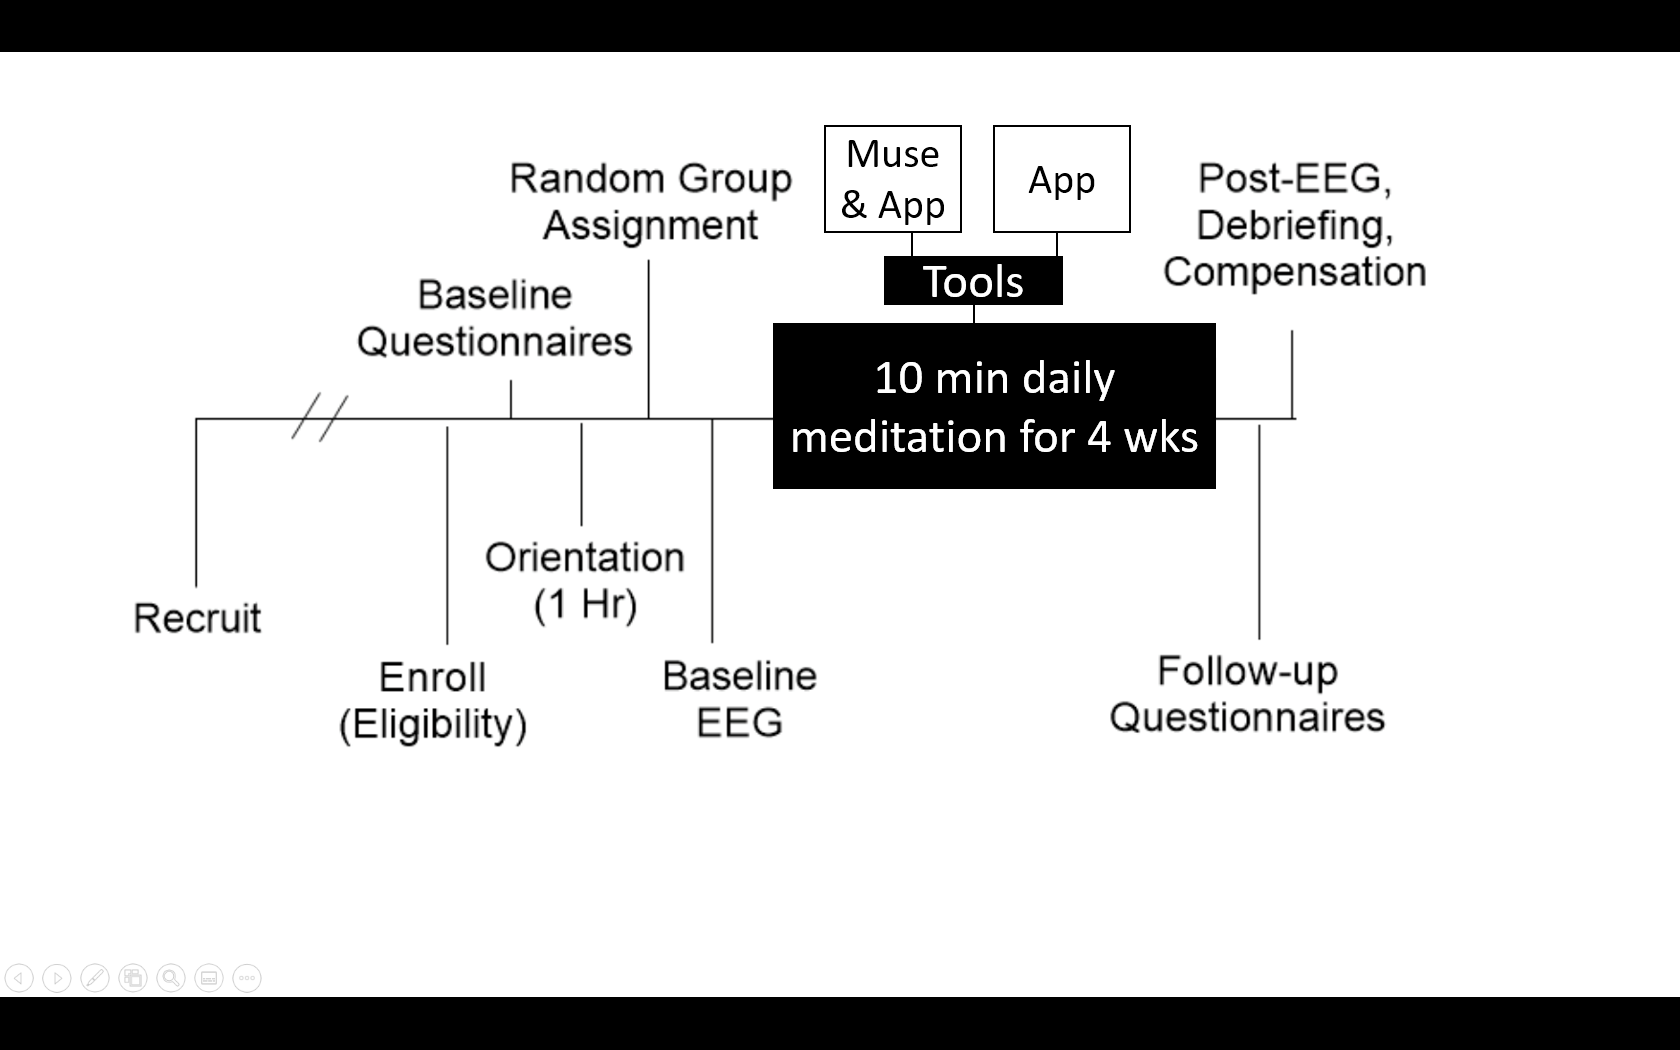 Random Group
Assignment
Muse
& App
App
Post-EEG,
Debriefing,
Compensation
Tools
Baseline
Questionnaires
10 min daily
meditation for 4 wks
Recruit
Enroll
(Eligibility)
Orientation
(1 Hr)
Baseline
EEG
Follow-up
Questionnaires